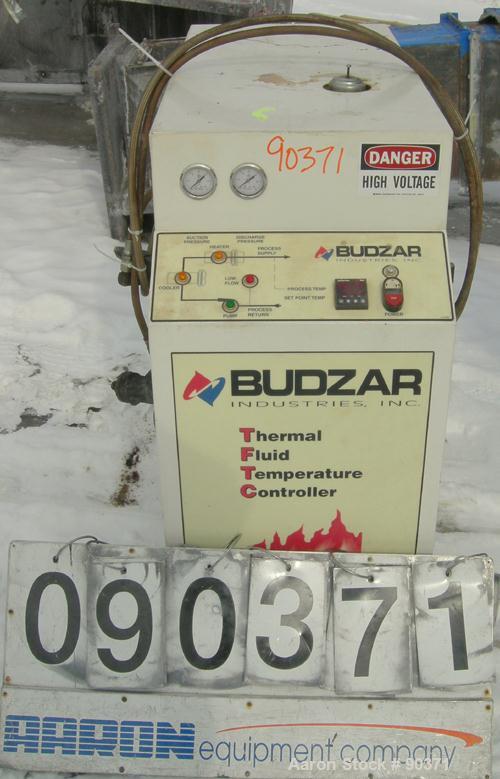 90371
DANGER
HIGH VOLTAGE
SUCTION PRESSURE
DISCHARGE PRESSURE
HEATER
PROCESS SUPPLY
BUDZAR
INDUSTRIES, INC.
COOLER
LOW FLOW
PROCESS TEMP
SET POINT TEMP
PUMP
PROCESS RETURN
POWER
BUDZAR
INDUSTRIES, INC.
Thermal
Fluid
Temperature
Controller
090371
AARON equipment company
Aaron Stock # 90371